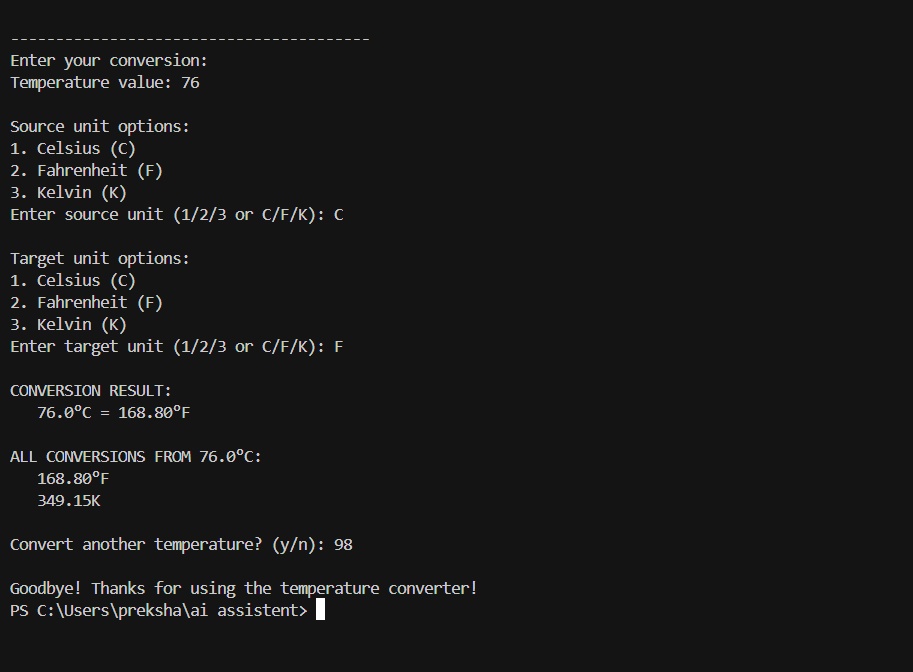 ----------------------------------------
Enter your conversion:
Temperature value: 76
Source unit options:
1. Celsius (C)
2. Fahrenheit (F)
3. Kelvin (K)
Enter source unit (1/2/3 or C/F/K): C
Target unit options:
1. Celsius (C)
2. Fahrenheit (F)
3. Kelvin (K)
Enter target unit (1/2/3 or C/F/K): F
CONVERSION RESULT:
76.0°C = 168.80°F
ALL CONVERSIONS FROM 76.0°C:
168.80°F
349.15K
Convert another temperature? (y/n): 98
Goodbye! Thanks for using the temperature converter!
PS C:\Users\preksha\ai assistent>